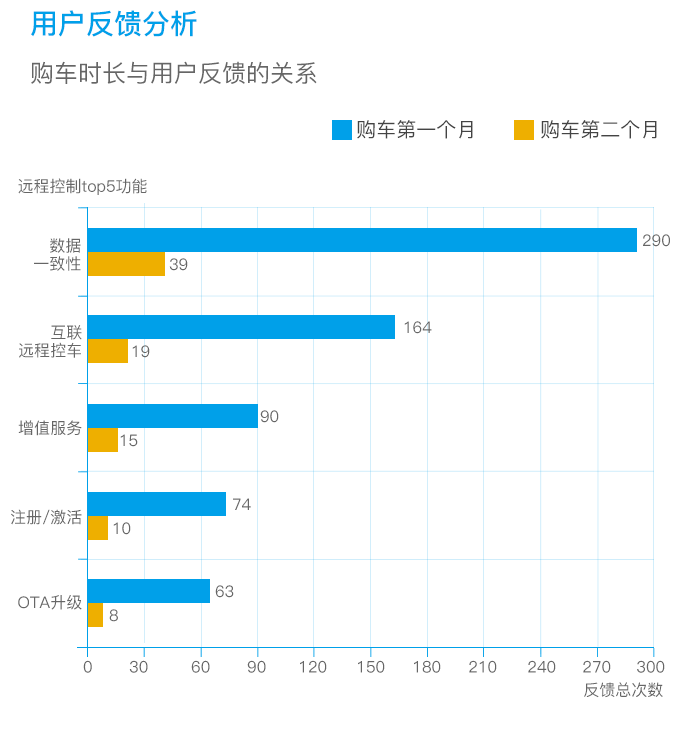 用户反馈分析
购车时长与用户反馈的关系
购车第一个月
购车第二个月
远程控制top5功能
数据
一致性
290
39
互联
远程控车
164
19
增值服务
90
15
注册/激活
74
10
OTA升级
63
8
0 30 60 90 120 150 180 210 240 270 300
反馈总次数